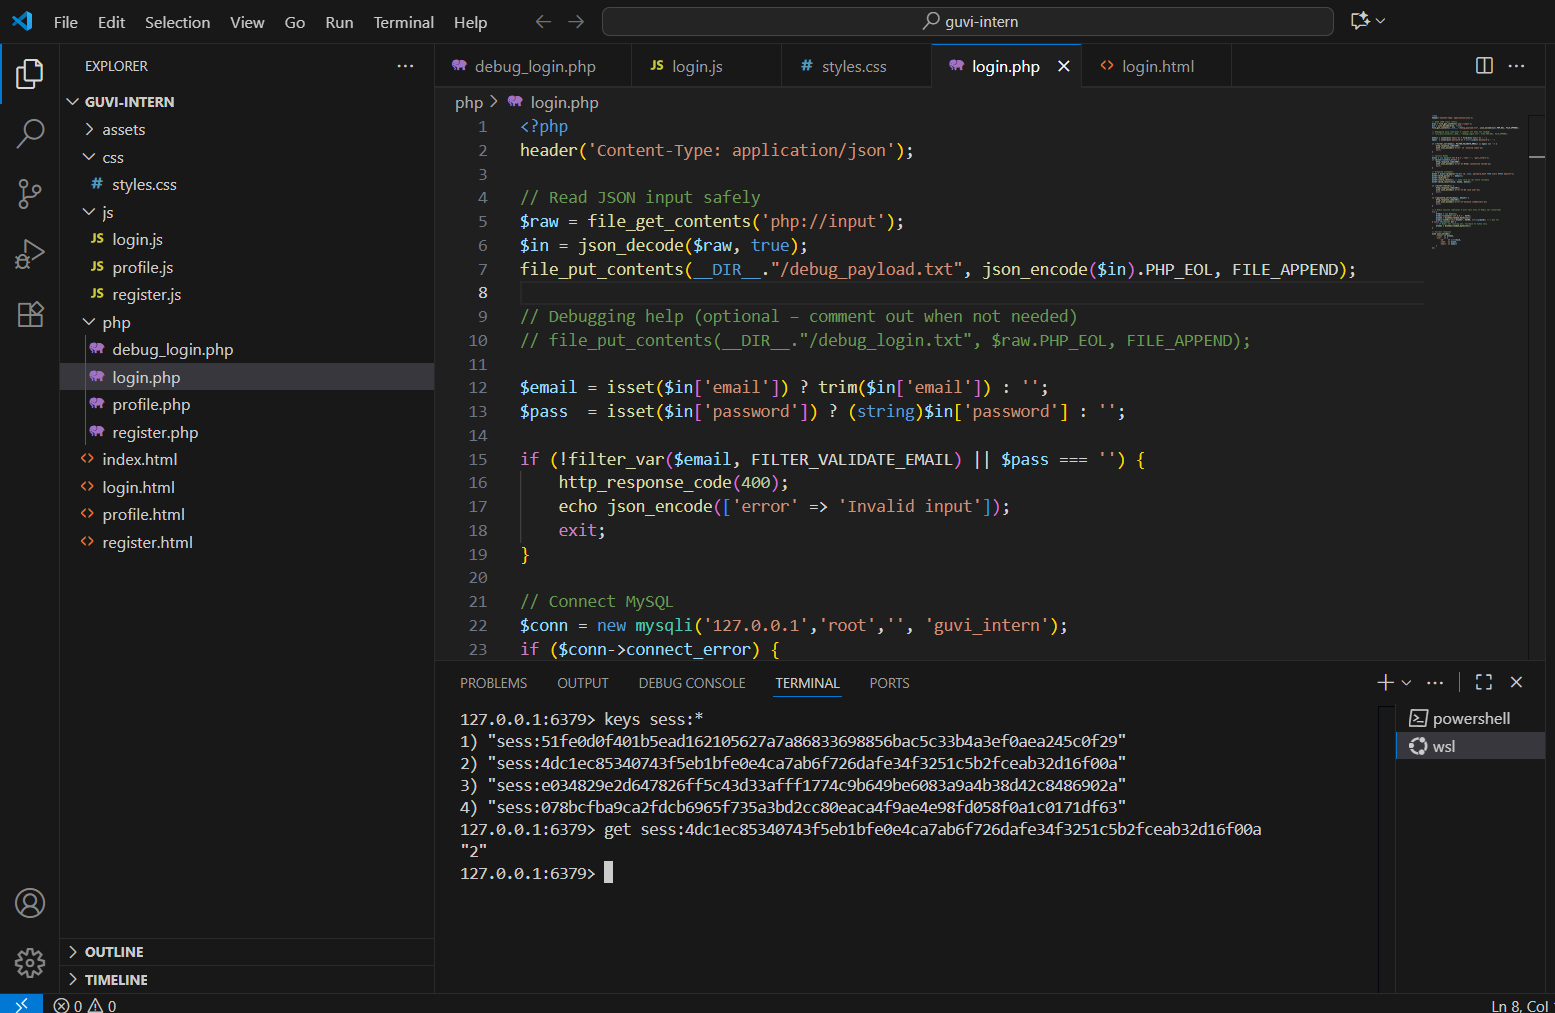 File Edit Selection View Go Run Terminal Help
guvi-intern
EXPLORER
GUVI-INTERN
assets
css
# styles.css
js
JS login.js
JS profile.js
JS register.js
php
debug_login.php
login.php
profile.php
register.php
<> index.html
<> login.html
<> profile.html
<> register.html
OUTLINE
TIMELINE
debug_login.php
JS login.js
# styles.css
login.php
<> login.html
php > login.php
1 <?php
2 header('Content-Type: application/json');
3
4 // Read JSON input safely
5 $raw = file_get_contents('php://input');
6 $in = json_decode($raw, true);
7 file_put_contents(__DIR__."/debug_payload.txt", json_encode($in).PHP_EOL, FILE_APPEND);
8
9 // Debugging help (optional – comment out when not needed)
10 // file_put_contents(__DIR__."/debug_login.txt", $raw.PHP_EOL, FILE_APPEND);
11
12 $email = isset($in['email']) ? trim($in['email']) : '';
13 $pass  = isset($in['password']) ? (string)$in['password'] : '';
14
15 if (!filter_var($email, FILTER_VALIDATE_EMAIL) || $pass === '') {
16     http_response_code(400);
17     echo json_encode(['error' => 'Invalid input']);
18     exit;
19 }
20
21 // Connect MySQL
22 $conn = new mysqli('127.0.0.1','root','', 'guvi_intern');
23 if ($conn->connect_error) {
PROBLEMS OUTPUT DEBUG CONSOLE TERMINAL PORTS
127.0.0.1:6379> keys sess:*
1) "sess:51fe0d0f401b5ead162105627a7a86833698856bac5c33b4a3ef0aea245c0f29"
2) "sess:4dc1ec85340743f5eb1bfe0e4ca7ab6f726dafe34f3251c5b2fceab32d16f00a"
3) "sess:e034829e2d647826ff5c43d33afff1774c9b649be6083a9a4b38d42c8486902a"
4) "sess:078bcfba9ca2fdcb6965f735a3bd2cc80eaca4f9ae4e98fd058f0a1c0171df63"
127.0.0.1:6379> get sess:4dc1ec85340743f5eb1bfe0e4ca7ab6f726dafe34f3251c5b2fceab32d16f00a
"2"
127.0.0.1:6379>
powershell
wsl
0 0
Ln 8, Col